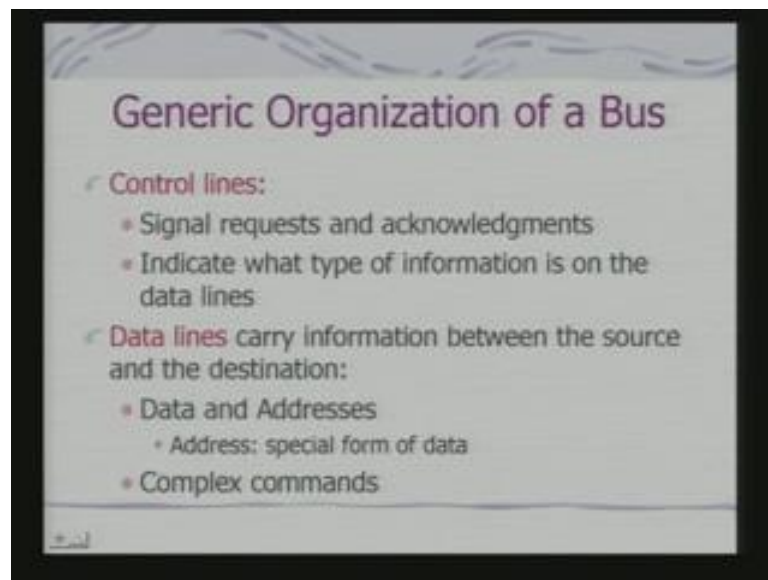 Generic Organization of a Bus
Control lines:
Signal requests and acknowledgments
Indicate what type of information is on the
data lines
Data lines carry information between the source
and the destination:
Data and Addresses
Address: special form of data
Complex commands